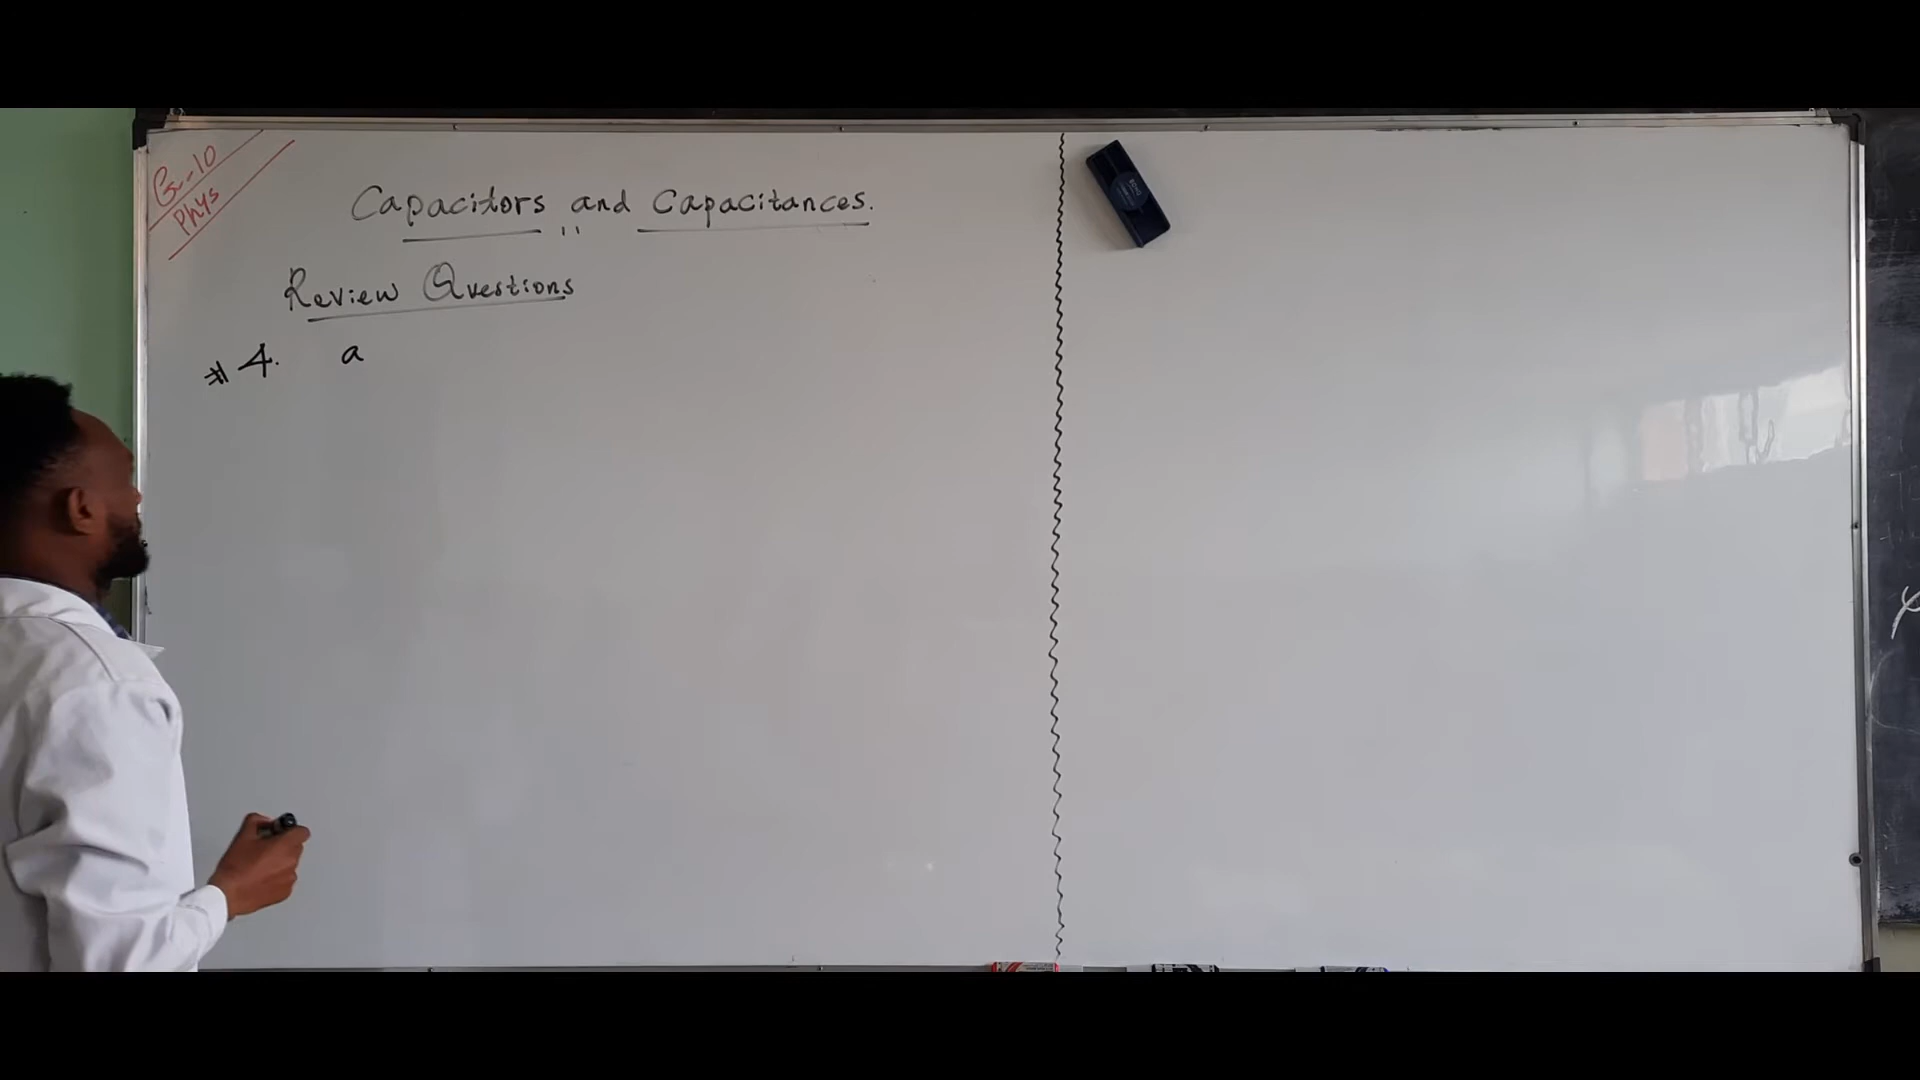 G-10
Phys
Capacitors and Capacitances.
Review Questions
# 4. a